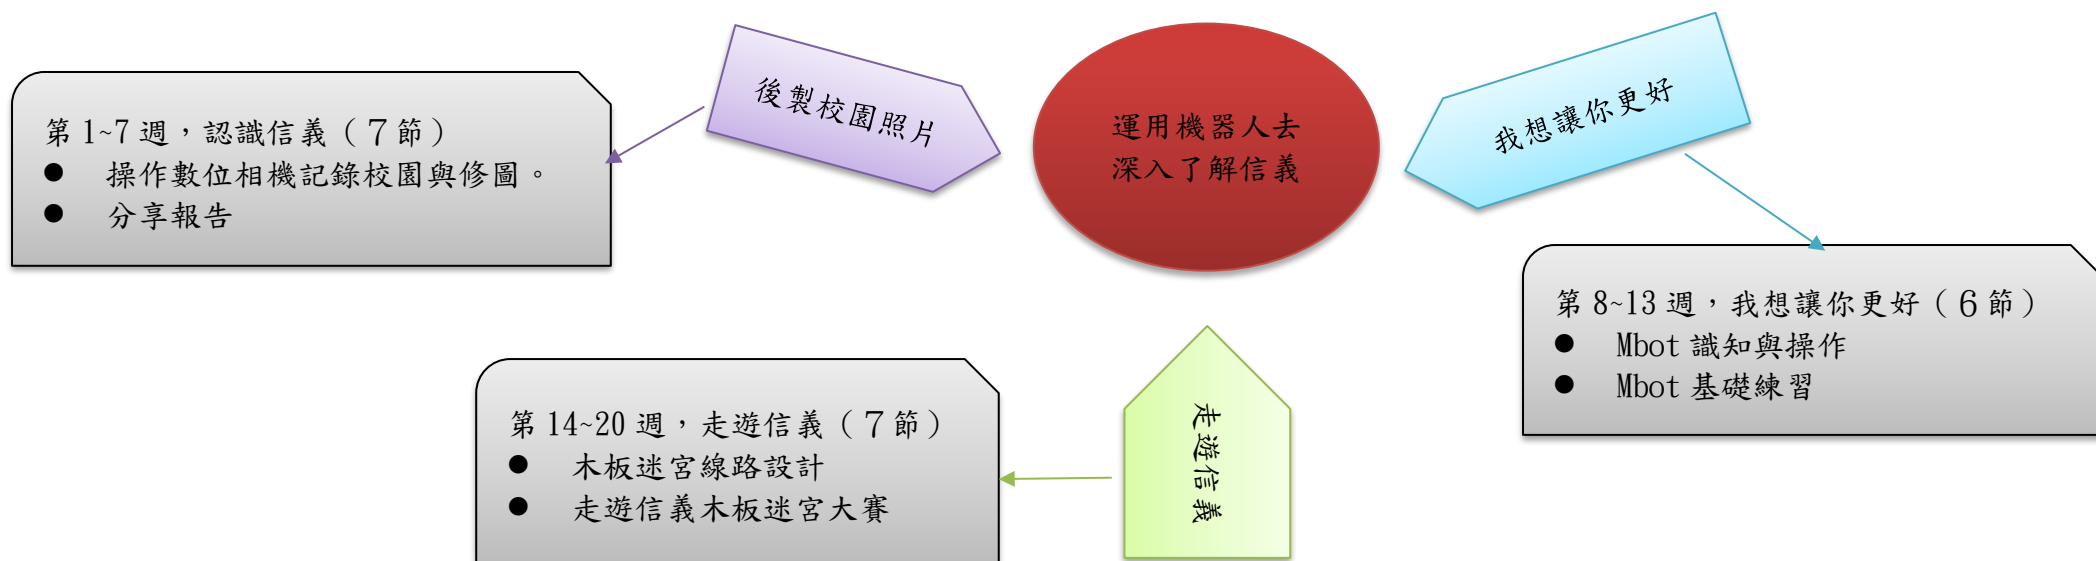 後製校園照片
運用機器人去
深入了解信義
我想讓你更好
第 1~7 週，認識信義（７節）
● 操作數位相機記錄校園與修圖。
● 分享報告
第 8~13 週，我想讓你更好（６節）
● Mbot 識知與操作
● Mbot 基礎練習
第 14~20 週，走遊信義（７節）
● 木板迷宮線路設計
● 走遊信義木板迷宮大賽
走遊信義